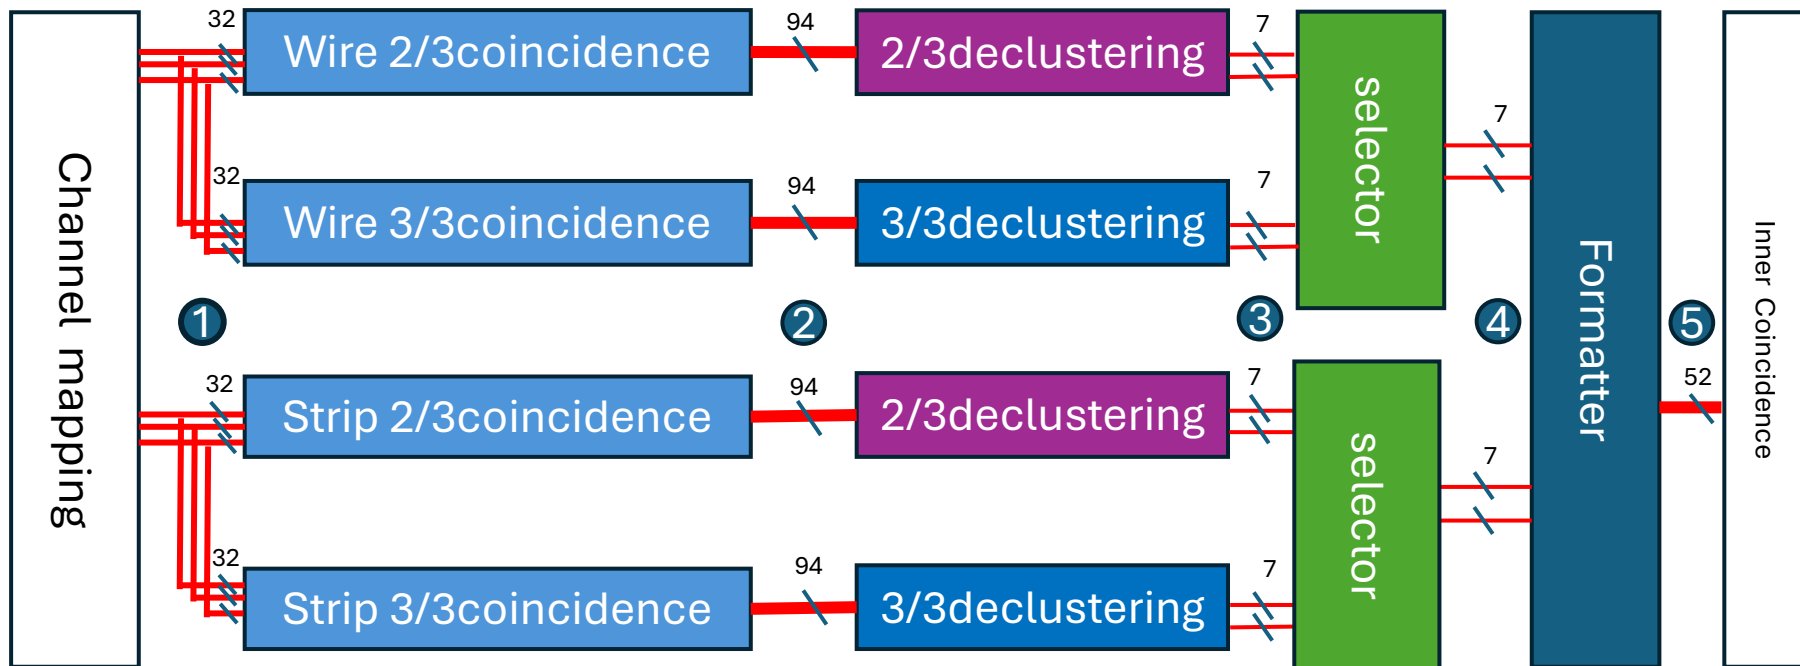 Channel mapping
32
Wire 2/3coincidence
94
2/3declustering
7
selector
32
Wire 3/3coincidence
94
3/3declustering
7
7
Formatter
Inner Coincidence
1
2
3
4
5
52
32
Strip 2/3coincidence
94
2/3declustering
7
selector
7
32
Strip 3/3coincidence
94
3/3declustering
7